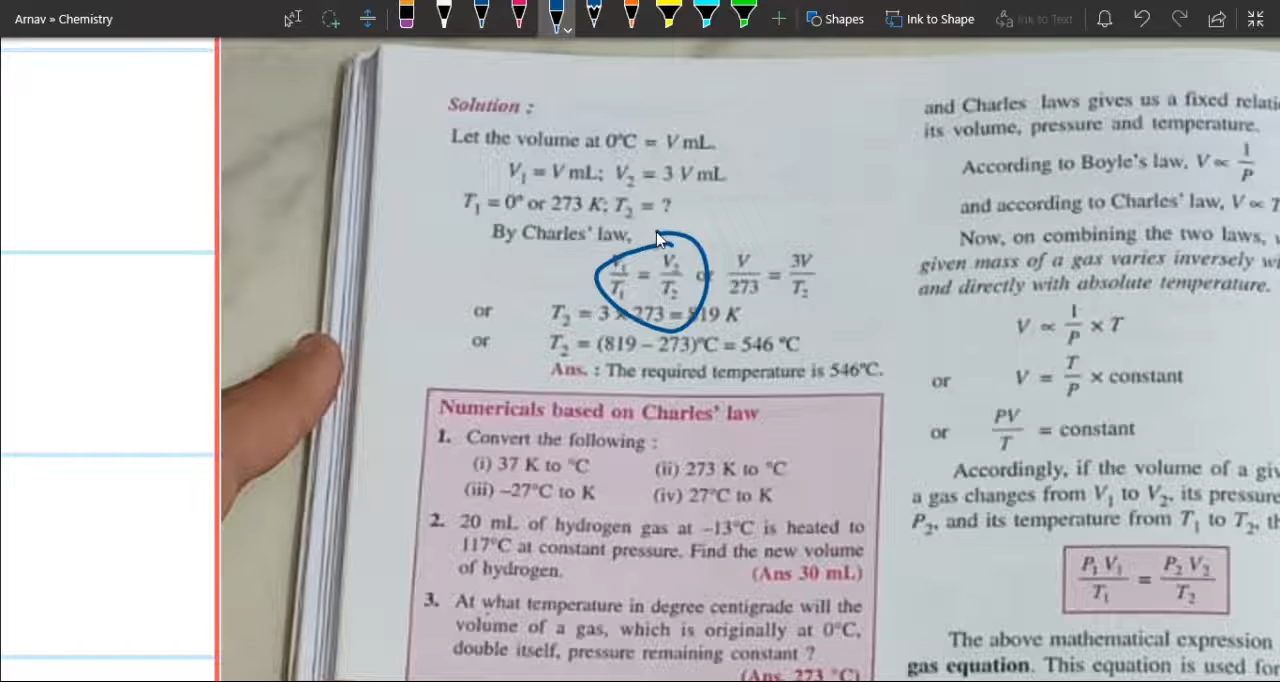 Arnav » Chemistry
Shapes
Ink to Shape
Ink to Text
Solution :
Let the volume at 0°C = V mL.
V₁ = V mL; V₂ = 3 V mL
T₁ = 0° or 273 K; T₂ = ?
By Charles' law,
V₁/T₁ = V₂/T₂ or V/273 = 3V/T₂
or T₂ = 3 × 273 = 819 K
or T₂ = (819 – 273)°C = 546 °C
Ans. : The required temperature is 546°C.
Numericals based on Charles' law
1. Convert the following :
(i) 37 K to °C (ii) 273 K to °C
(iii) –27°C to K (iv) 27°C to K
2. 20 mL of hydrogen gas at –13°C is heated to
117°C at constant pressure. Find the new volume
of hydrogen. (Ans 30 mL)
3. At what temperature in degree centigrade will the
volume of a gas, which is originally at 0°C,
double itself, pressure remaining constant ?
(Ans. 273 °C)
and Charles laws gives us a fixed
its volume, pressure and temperature.
According to Boyle's law, V ∝ 1/P
and according to Charles' law, V ∝
Now, on combining the two laws,
given mass of a gas varies inversely
and directly with absolute temperature.
V ∝ 1/P × T
or V = T/P × constant
or PV/T = constant
Accordingly, if the volume of a
a gas changes from V₁ to V₂, its pressure
P₂, and its temperature from T₁ to T₂,
P₁ V₁/T₁ = P₂ V₂/T₂
The above mathematical expression
gas equation. This equation is used for